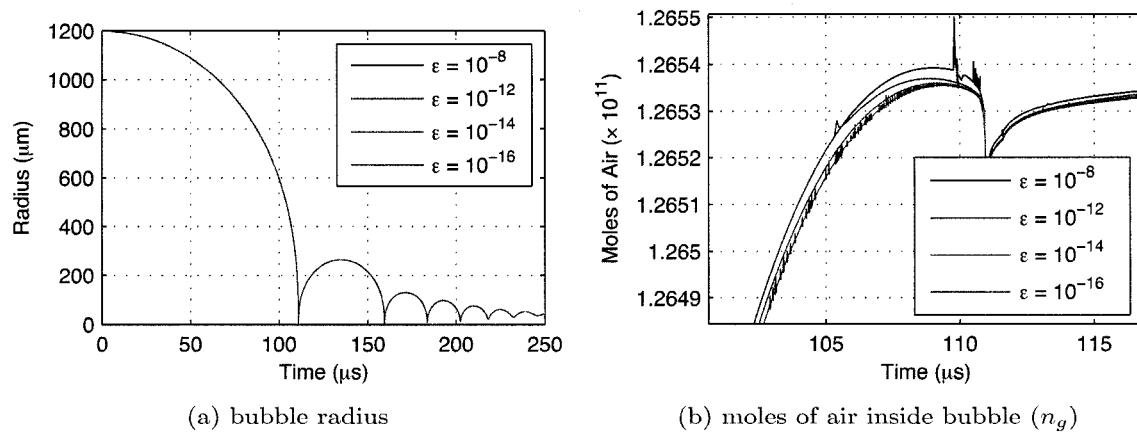 1200
1000
800
600
400
200
0
Radius (μm)
0 50 100 150 200 250
Time (μs)
ε = 10⁻⁸
ε = 10⁻¹²
ε = 10⁻¹⁴
ε = 10⁻¹⁶
(a) bubble radius
1.2655
1.2654
1.2653
1.2652
1.2651
1.265
1.2649
Moles of Air (× 10¹¹)
105 110 115
Time (μs)
ε = 10⁻⁸
ε = 10⁻¹²
ε = 10⁻¹⁴
ε = 10⁻¹⁶
(b) moles of air inside bubble (n_g)